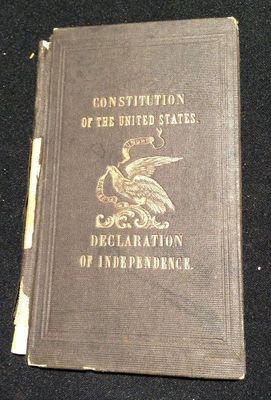 CONSTITUTION
OF THE UNITED STATES.
DECLARATION
OF INDEPENDENCE.